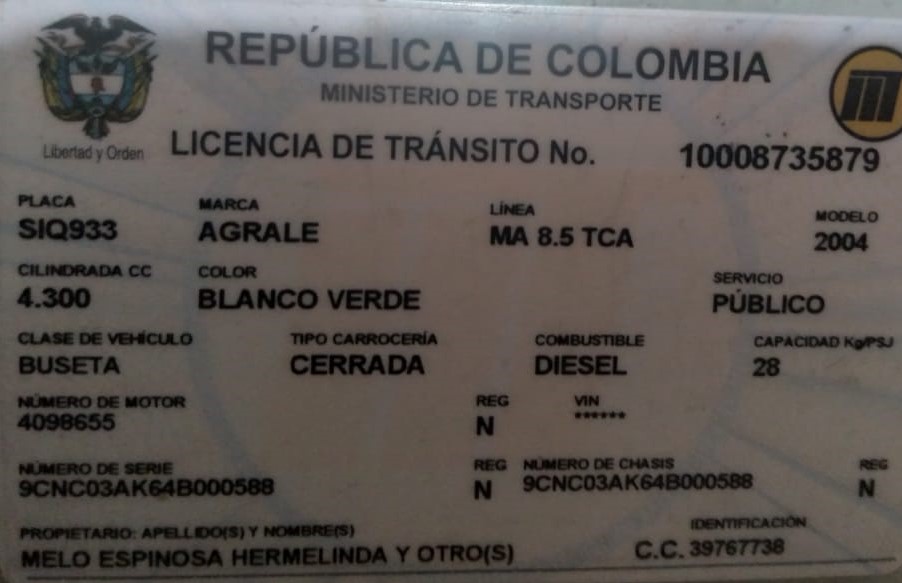 REPÚBLICA DE COLOMBIA
MINISTERIO DE TRANSPORTE
Libertad y Orden
LICENCIA DE TRÁNSITO No. 10008735879
PLACA MARCA LÍNEA MODELO
SIQ933 AGRALE MA 8.5 TCA 2004
CILINDRADA CC COLOR SERVICIO
4.300 BLANCO VERDE PÚBLICO
CLASE DE VEHÍCULO TIPO CARROCERÍA COMBUSTIBLE CAPACIDAD Kg/PSJ
BUSETA CERRADA DIESEL 28
NÚMERO DE MOTOR REG VIN
4098655 N ******
NÚMERO DE SERIE REG NÚMERO DE CHASIS REG
9CNC03AK64B000588 N 9CNC03AK64B000588 N
PROPIETARIO: APELLIDO(S) Y NOMBRE(S) IDENTIFICACIÓN
MELO ESPINOSA HERMELINDA Y OTRO(S) C.C. 39767738